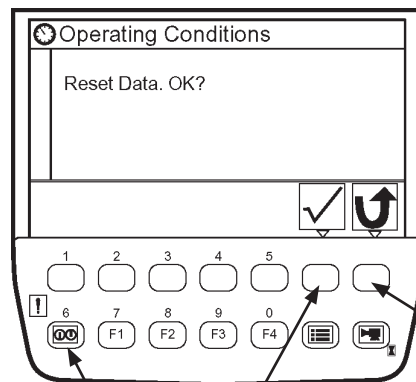 Operating Conditions
Reset Data. OK?
1 2 3 4 5
! 6 7 8 9 0
F1 F2 F3 F4